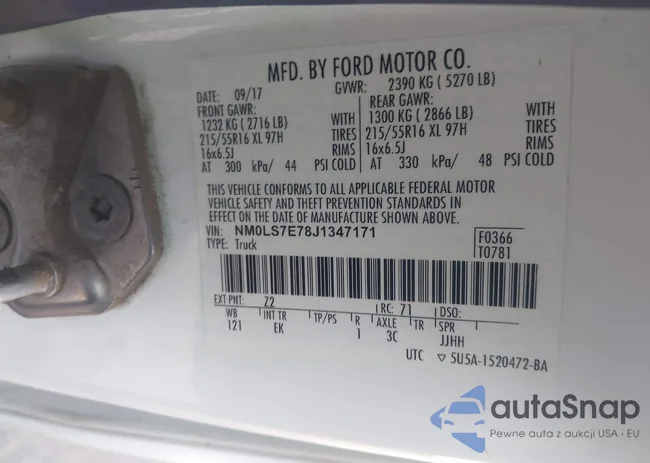 MFD. BY FORD MOTOR CO.
DATE: 09/17 GVWR: 2390 KG ( 5270 LB)
FRONT GAWR: REAR GAWR:
1232 KG ( 2716 LB) WITH 1300 KG ( 2866 LB) WITH
215/55R16 XL 97H TIRES 215/55R16 XL 97H TIRES
16x6.5J RIMS 16x6.5J RIMS
AT 300 kPa/ 44 PSI COLD AT 330 kPa/ 48 PSI COLD
THIS VEHICLE CONFORMS TO ALL APPLICABLE FEDERAL MOTOR
VEHICLE SAFETY AND THEFT PREVENTION STANDARDS IN
EFFECT ON THE DATE OF MANUFACTURE SHOWN ABOVE.
VIN: NM0LS7E78J1347171 F0366
TYPE: Truck T0781
EXT PNT: Z2 RC: 71 DSO:
WB INT TR TP/PS R AXLE TR SPR
121 EK 1 3C JJHH
UTC ▽ 5U5A-1520472-BA
autaSnap
Pewne auta z aukcji USA i EU